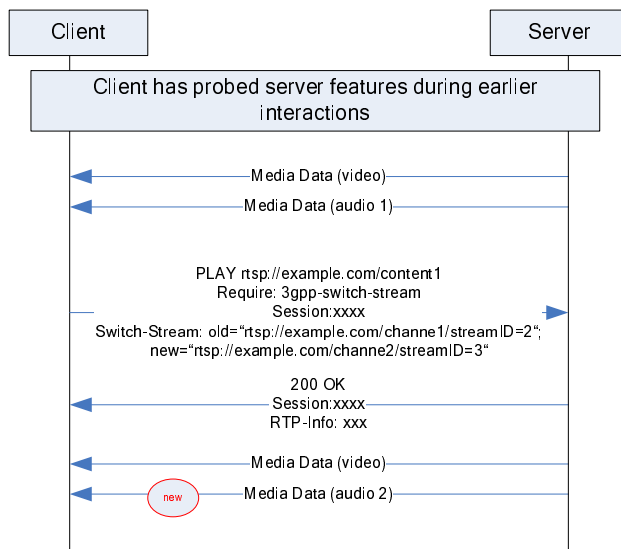 Client
Server
Client has probed server features during earlier
interactions
Media Data (video)
Media Data (audio 1)
PLAY rtsp://example.com/content1
Require: 3gpp-switch-stream
Session:xxxx
Switch-Stream: old=“rtsp://example.com/channe1/streamID=2“;
new=“rtsp://example.com/channe2/streamID=3“
200 OK
Session:xxxx
RTP-Info: xxx
Media Data (video)
new
Media Data (audio 2)